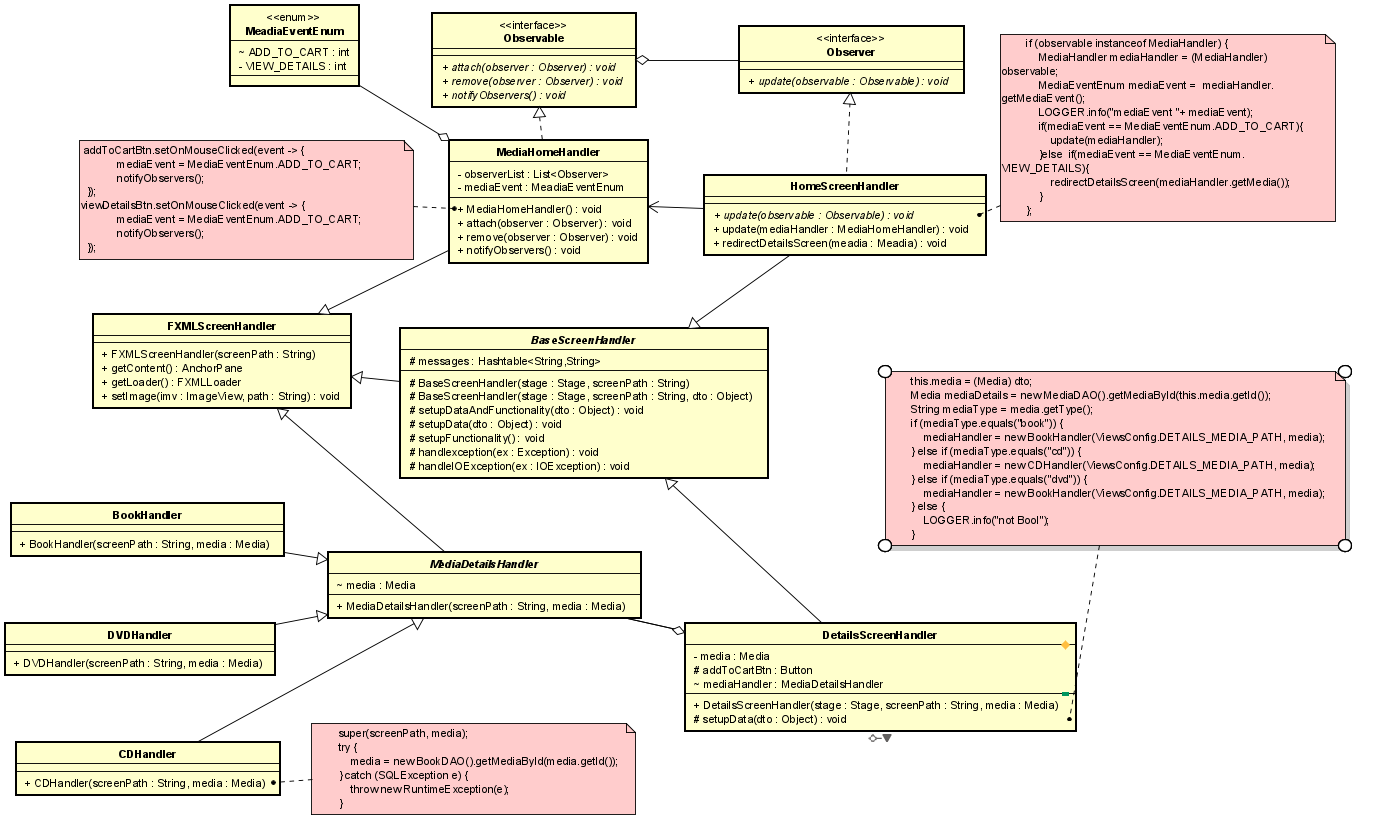 <<enum>>
MeadiaEventEnum
~ ADD_TO_CART : int
- VIEW_DETAILS : int
<<interface>>
Observable
+ attach(observer : Observer) : void
+ remove(observer : Observer) : void
+ notifyObservers() : void
<<interface>>
Observer
+ update(observable : Observable) : void
if (observable instanceof MediaHandler) {
MediaHandler mediaHandler = (MediaHandler)
observable;
MediaEventEnum mediaEvent = mediaHandler.
getMediaEvent();
LOGGER.info("mediaEvent "+ mediaEvent);
if(mediaEvent == MediaEventEnum.ADD_TO_CART){
update(mediaHandler);
}else if(mediaEvent == MediaEventEnum.
VIEW_DETAILS){
redirectDetailsScreen(mediaHandler.getMedia());
}
};
addToCartBtn.setOnMouseClicked(event -> {
mediaEvent = MediaEventEnum.ADD_TO_CART;
notifyObservers();
});
viewDetailsBtn.setOnMouseClicked(event -> {
mediaEvent = MediaEventEnum.ADD_TO_CART;
notifyObservers();
});
MediaHomeHandler
- observerList : List<Observer>
- mediaEvent : MeadiaEventEnum
+ MediaHomeHandler() : void
+ attach(observer : Observer) : void
+ remove(observer : Observer) : void
+ notifyObservers() : void
HomeScreenHandler
+ update(observable : Observable) : void
+ update(mediaHandler : MediaHomeHandler) : void
+ redirectDetailsScreen(meadia : Meadia) : void
FXMLScreenHandler
+ FXMLScreenHandler(screenPath : String)
+ getContent() : AnchorPane
+ getLoader() : FXMLLoader
+ setImage(imv : ImageView, path : String) : void
BaseScreenHandler
# messages : Hashtable<String,String>
# BaseScreenHandler(stage : Stage, screenPath : String)
# BaseScreenHandler(stage : Stage, screenPath : String, dto : Object)
# setupDataAndFunctionality(dto : Object) : void
# setupData(dto : Object) : void
# setupFunctionality() : void
# handlexception(ex : Exception) : void
# handleIOException(ex : IOException) : void
this.media = (Media) dto;
Media mediaDetails = new MediaDAO().getMediaById(this.media.getId());
String mediaType = media.getType();
if (mediaType.equals("book")) {
mediaHandler = new BookHandler(ViewsConfig.DETAILS_MEDIA_PATH, media);
} else if (mediaType.equals("cd")) {
mediaHandler = new CDHandler(ViewsConfig.DETAILS_MEDIA_PATH, media);
} else if (mediaType.equals("dvd")) {
mediaHandler = new BookHandler(ViewsConfig.DETAILS_MEDIA_PATH, media);
} else {
LOGGER.info("not Bool");
}
BookHandler
+ BookHandler(screenPath : String, media : Media)
MediaDetailsHandler
~ media : Media
+ MediaDetailsHandler(screenPath : String, media : Media)
DVDHandler
+ DVDHandler(screenPath : String, media : Media)
DetailsScreenHandler
- media : Media
# addToCartBtn : Button
~ mediaHandler : MediaDetailsHandler
+ DetailsScreenHandler(stage : Stage, screenPath : String, media : Media)
# setupData(dto : Object) : void
CDHandler
+ CDHandler(screenPath : String, media : Media)
super(screenPath, media);
try {
media = new BookDAO().getMediaById(media.getId());
} catch (SQLException e) {
throw new RuntimeException(e);
}